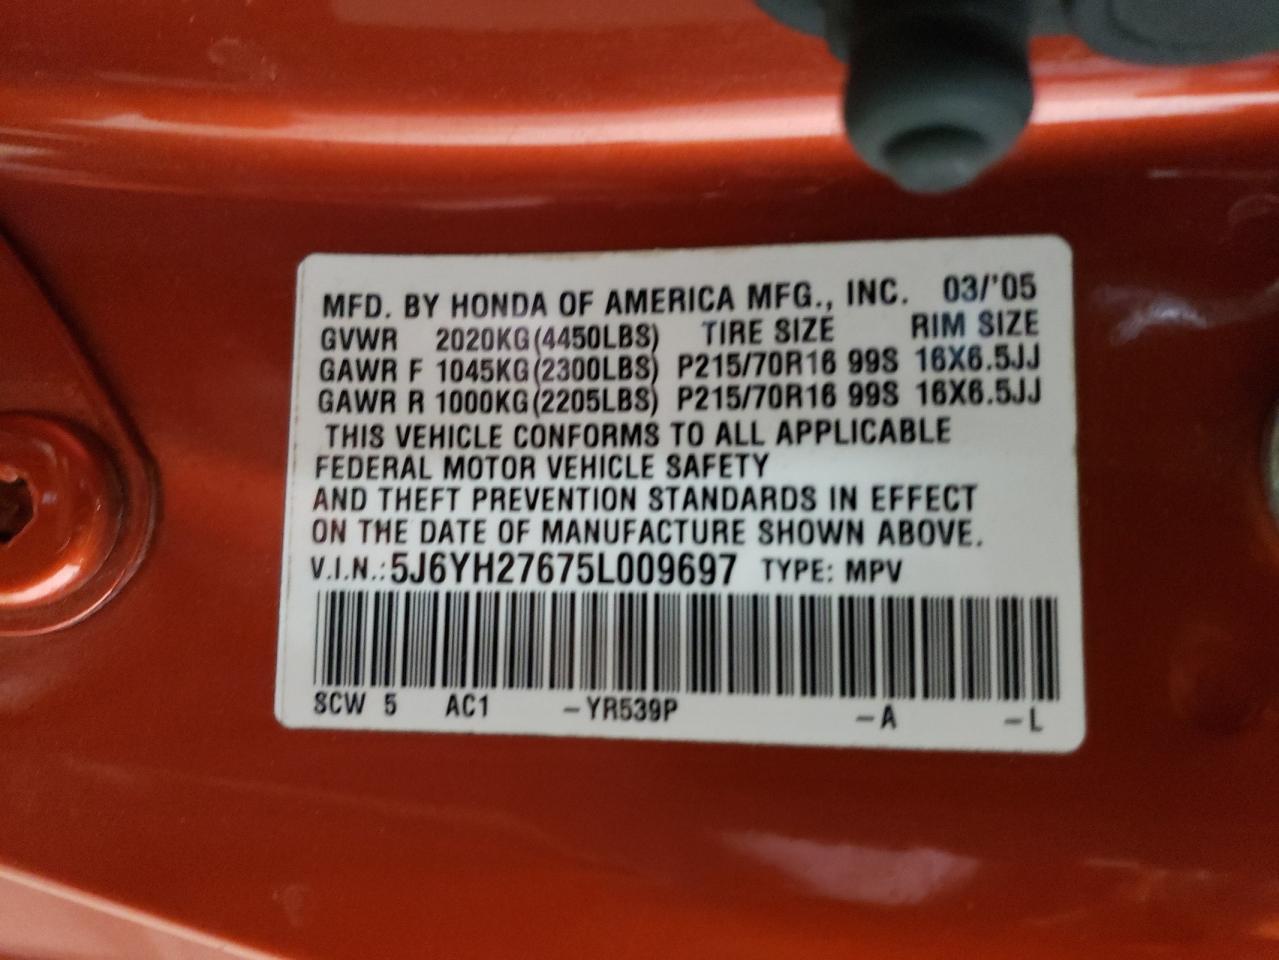 MFD. BY HONDA OF AMERICA MFG., INC. 03/'05
GVWR 2020KG(4450LBS) TIRE SIZE RIM SIZE
GAWR F 1045KG(2300LBS) P215/70R16 99S 16X6.5JJ
GAWR R 1000KG(2205LBS) P215/70R16 99S 16X6.5JJ
THIS VEHICLE CONFORMS TO ALL APPLICABLE
FEDERAL MOTOR VEHICLE SAFETY
AND THEFT PREVENTION STANDARDS IN EFFECT
ON THE DATE OF MANUFACTURE SHOWN ABOVE.
V.I.N.: 5J6YH27675L009697 TYPE: MPV
SCW 5 AC1 -YR539P -A -L